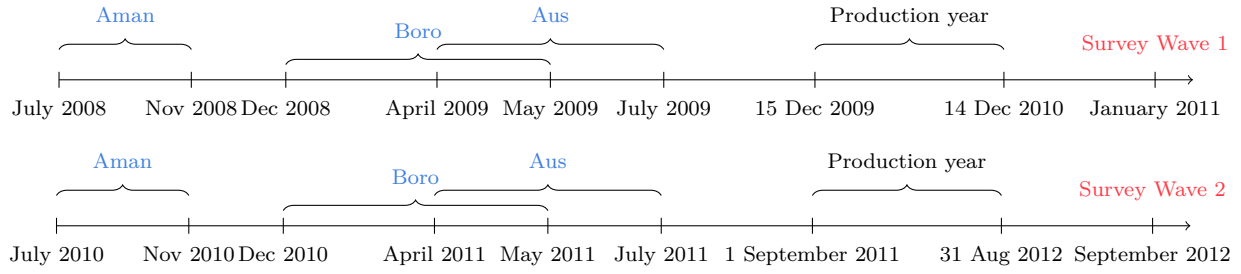 Aman Boro Aus Production year Survey Wave 1
July 2008 Nov 2008 Dec 2008 April 2009 May 2009 July 2009 15 Dec 2009 14 Dec 2010 January 2011
Aman Boro Aus Production year Survey Wave 2
July 2010 Nov 2010 Dec 2010 April 2011 May 2011 July 2011 1 September 2011 31 Aug 2012 September 2012